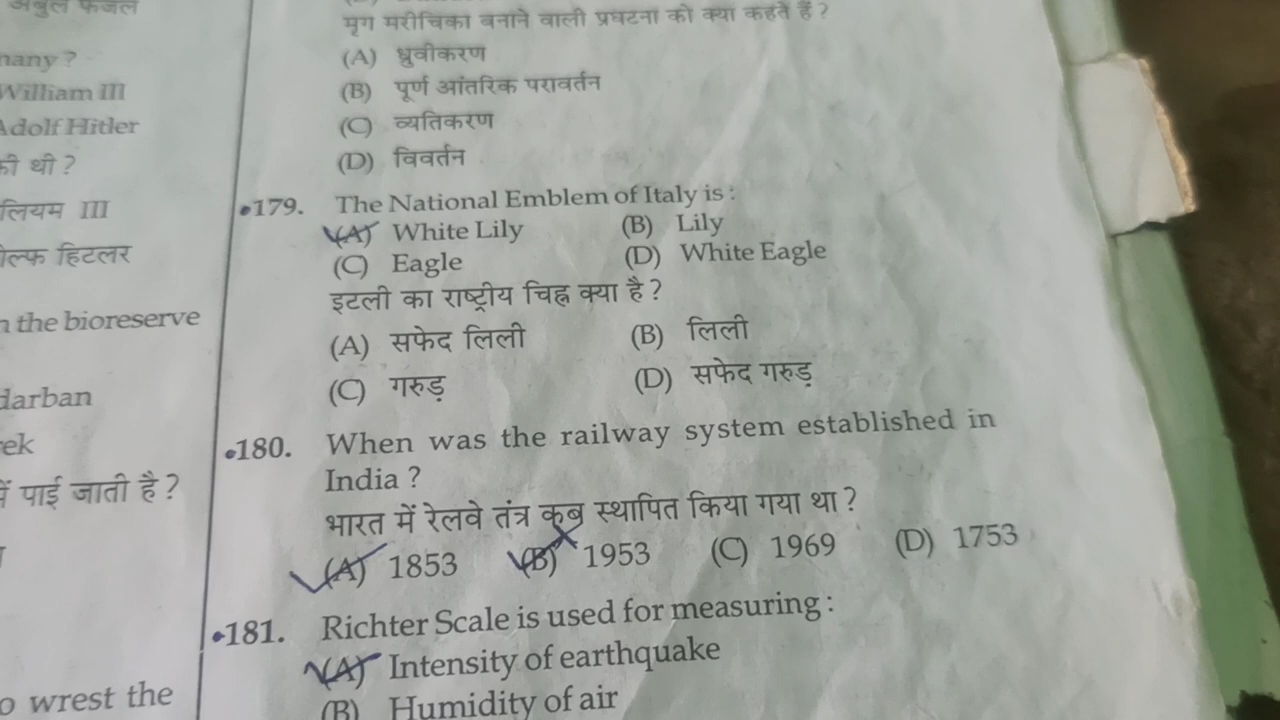 अबुल फजल
many ?
William III
Adolf Hitler
की थी ?
लियम III
ल्फ हिटलर
the bioreserve
darban
ek
में पाई जाती है ?
wrest the
मृग मरीचिका बनाने वाली प्रघटना को क्या कहते हैं ?
(A) ध्रुवीकरण
(B) पूर्ण आंतरिक परावर्तन
(C) व्यतिकरण
(D) विवर्तन
179. The National Emblem of Italy is :
(A) White Lily (B) Lily
(C) Eagle (D) White Eagle
इटली का राष्ट्रीय चिह्न क्या है ?
(A) सफेद लिली (B) लिली
(C) गरुड़ (D) सफेद गरुड़
180. When was the railway system established in
India ?
भारत में रेलवे तंत्र कब स्थापित किया गया था ?
(A) 1853 (B) 1953 (C) 1969 (D) 1753
181. Richter Scale is used for measuring :
(A) Intensity of earthquake
(B) Humidity of air